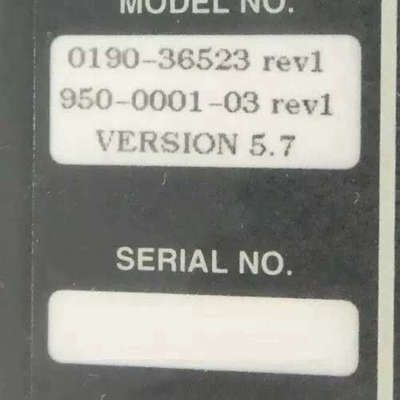 MODEL NO.
0190-36523 rev1
950-0001-03 rev1
VERSION 5.7
SERIAL NO.